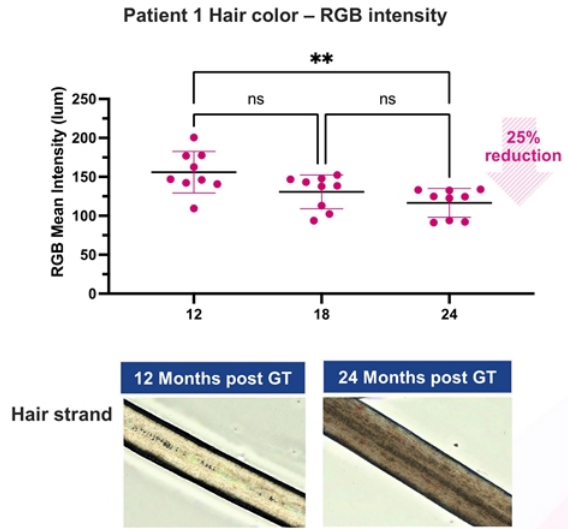 Patient 1 Hair color – RGB intensity
**
ns
ns
25%
reduction
RGB Mean Intensity (lum)
250
200
150
100
50
0
12
18
24
12 Months post GT
24 Months post GT
Hair strand